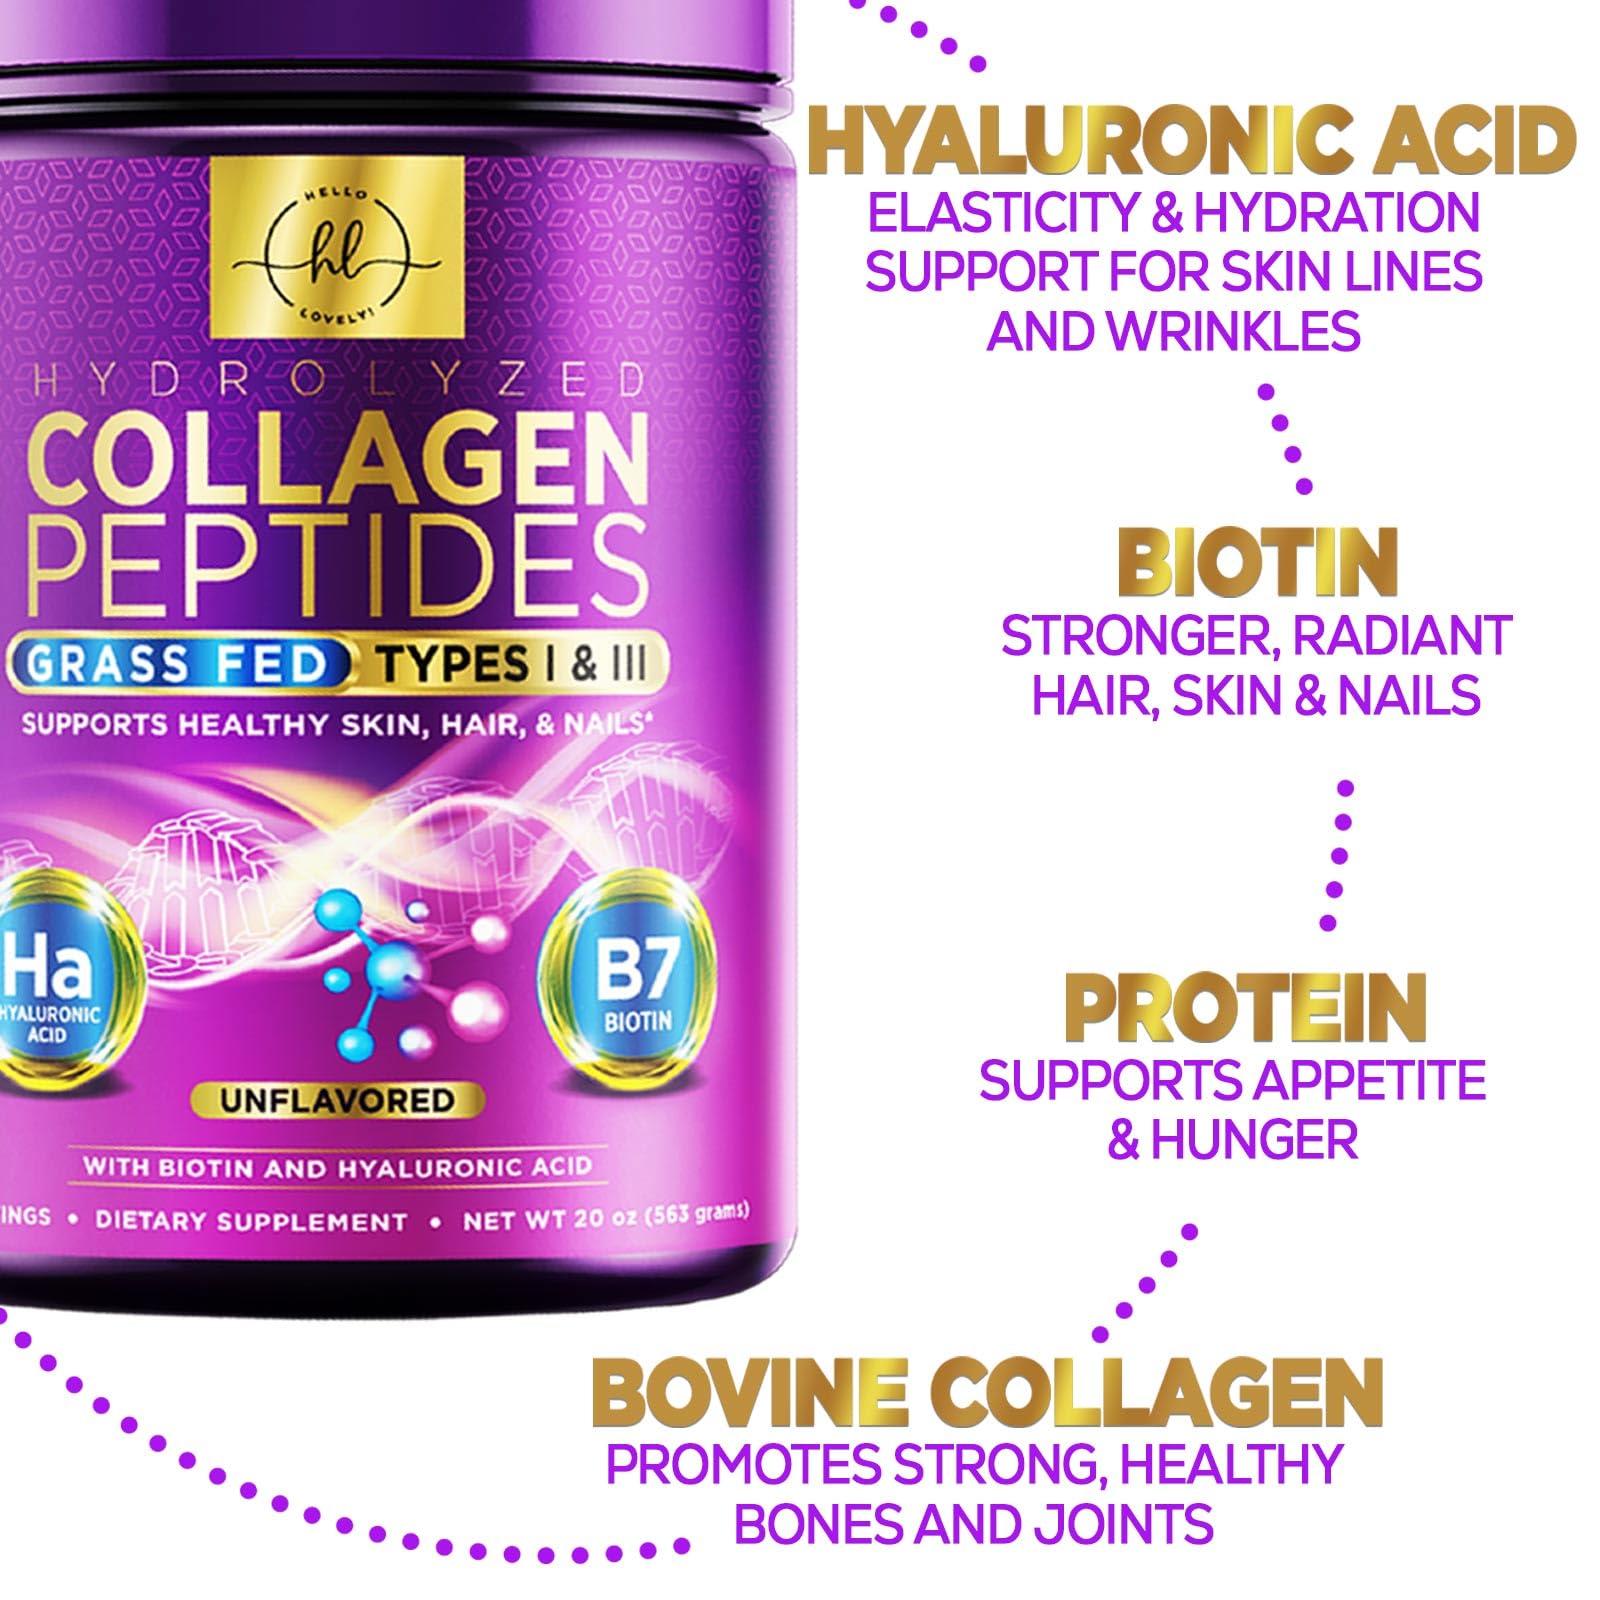 HELLO
hl
LOVELY!
HYDROLYZED
COLLAGEN
PEPTIDES
GRASS FED TYPES I & III
SUPPORTS HEALTHY SKIN, HAIR, & NAILS*
Ha
HYALURONIC
ACID
B7
BIOTIN
UNFLAVORED
WITH BIOTIN AND HYALURONIC ACID
• DIETARY SUPPLEMENT • NET WT 20 oz (563 grams)
HYALURONIC ACID
ELASTICITY & HYDRATION
SUPPORT FOR SKIN LINES
AND WRINKLES
BIOTIN
STRONGER, RADIANT
HAIR, SKIN & NAILS
PROTEIN
SUPPORTS APPETITE
& HUNGER
BOVINE COLLAGEN
PROMOTES STRONG, HEALTHY
BONES AND JOINTS